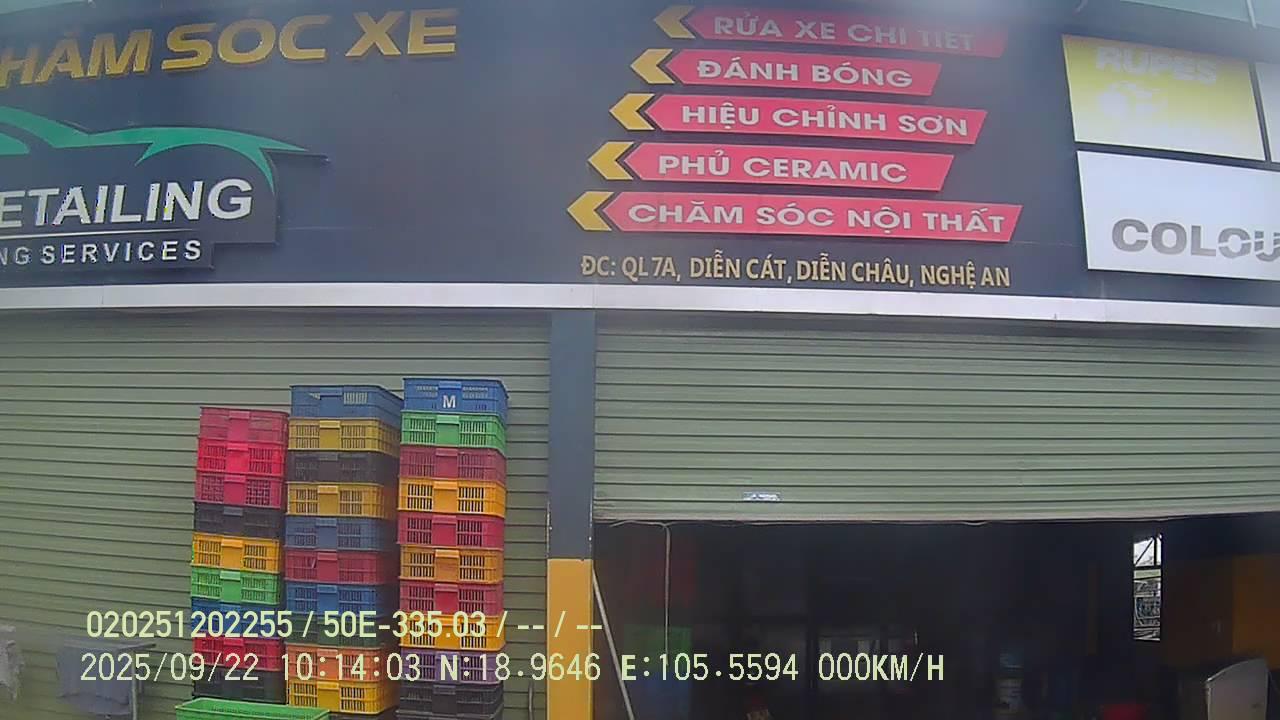 HĂM SÓC XE
ETAILING
NG SERVICES
RỬA XE CHI TIẾT
ĐÁNH BÓNG
HIỆU CHỈNH SƠN
PHỦ CERAMIC
CHĂM SÓC NỘI THẤT
ĐC: QL7A, DIỄN CÁT, DIỄN CHÂU, NGHỆ AN
RUPES
COLOU
M
020251202255 / 50E-335.03 / -- / --
2025/09/22 10:14:03 N:18.9646 E:105.5594 000KM/H